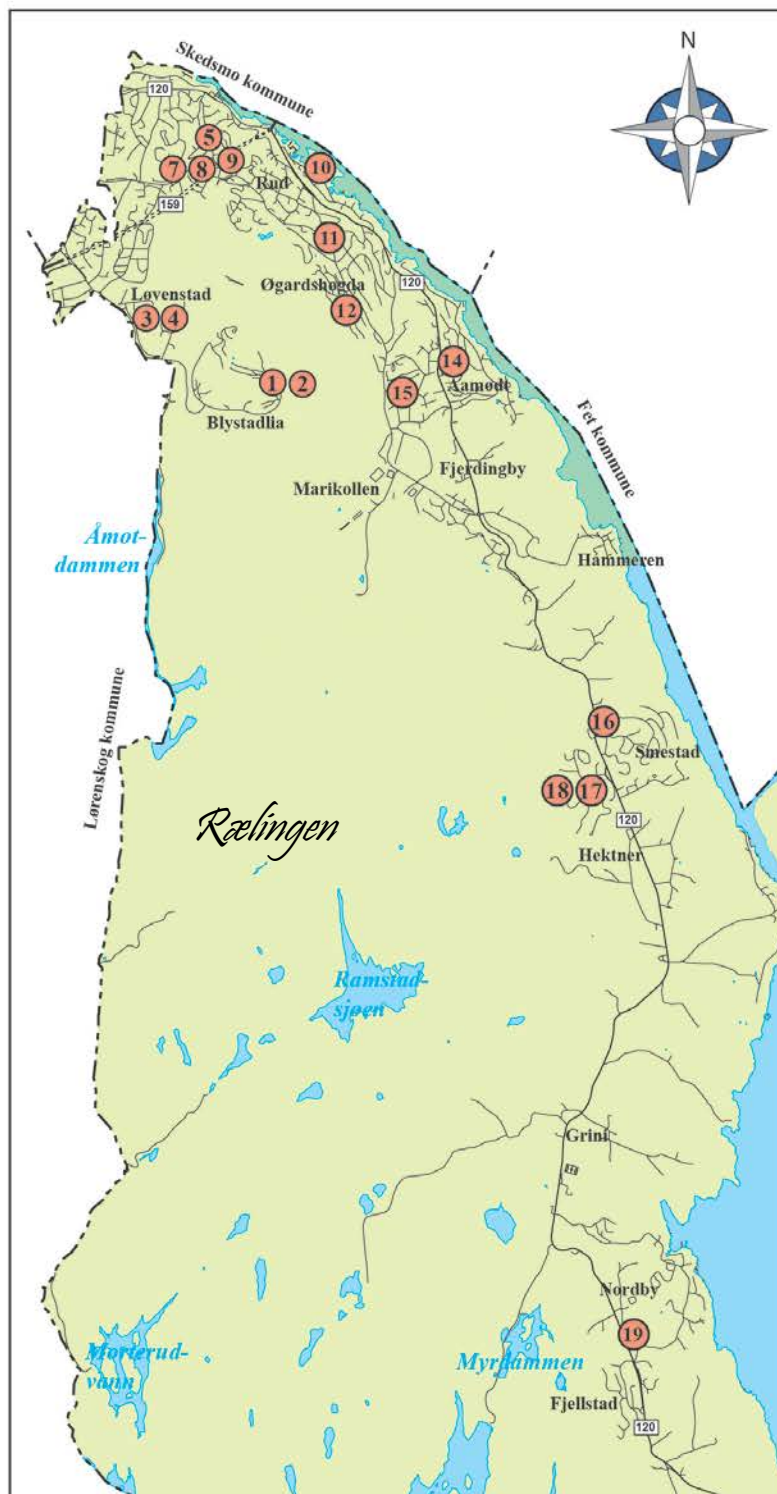 N
Skedsmo kommune
120
5
7
8
9
10
Rud
159
11
120
Øgardshøgda
Løvenstad
3
4
12
14
Åamodt
1
2
15
Blystadlia
Fjerdingby
Marikollen
Fet kommune
Åmot-
dammen
Hammeren
Lørenskog kommune
16
Smestad
18
17
120
Rælingen
Hektner
Ramstad-
sjøen
Grini
Nordby
19
Morterud-
vann
Myrdammen
Fjellstad
120